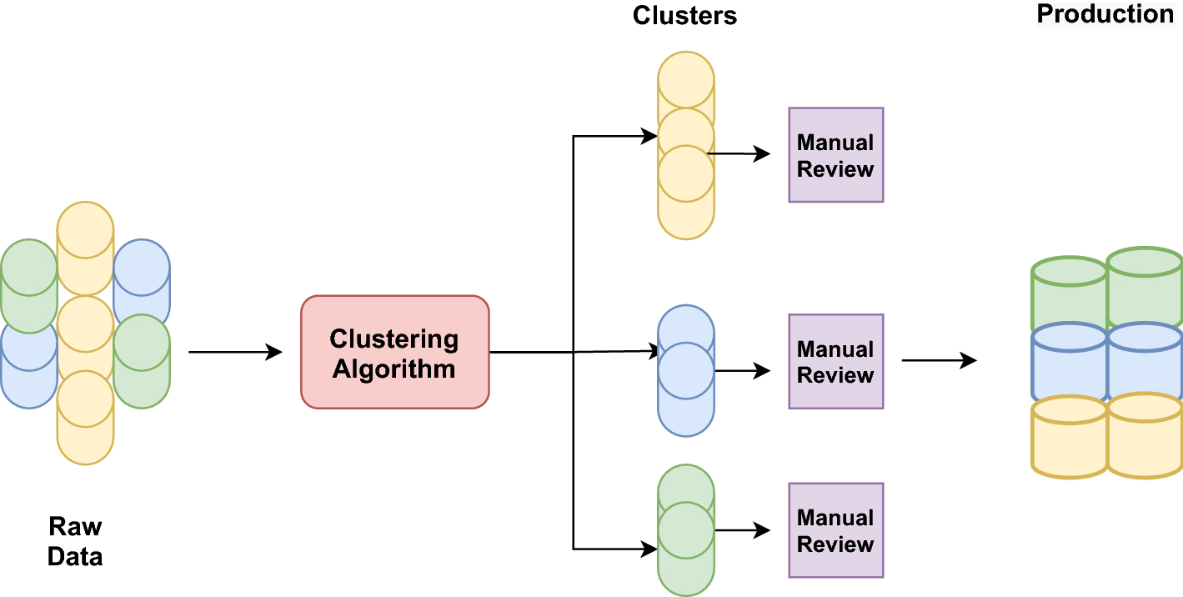 Clusters
Production
Manual
Review
Clustering
Algorithm
Manual
Review
Manual
Review
Raw
Data